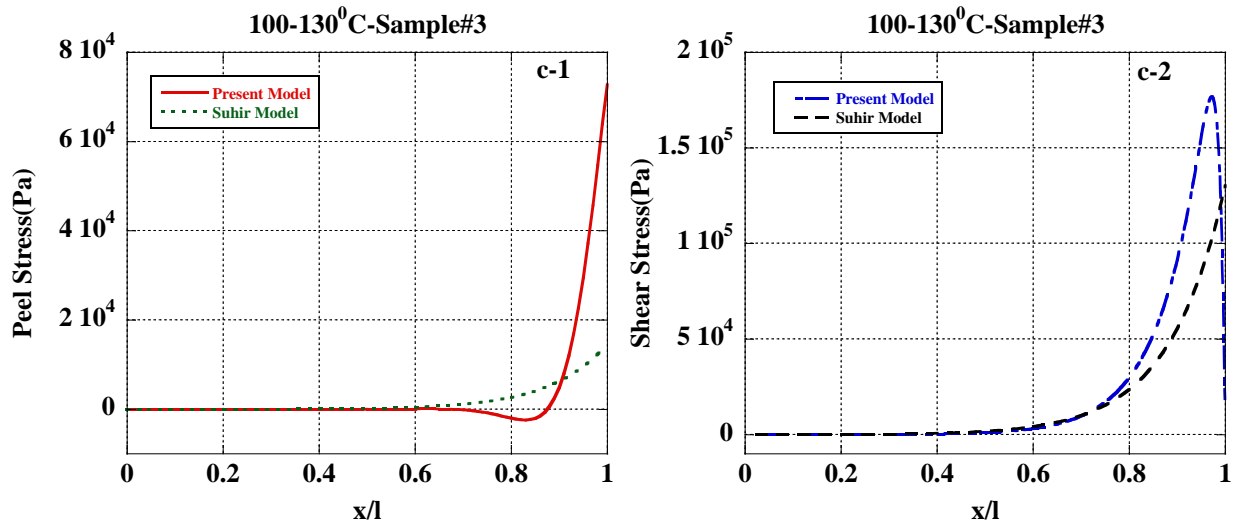 100-130⁰C-Sample#3
c-1
Present Model
Suhir Model
Peel Stress(Pa)
8 10⁴
6 10⁴
4 10⁴
2 10⁴
0
0 0.2 0.4 0.6 0.8 1
x/l
100-130⁰C-Sample#3
c-2
Present Model
Suhir Model
Shear Stress(Pa)
2 10⁵
1.5 10⁵
1 10⁵
5 10⁴
0
0 0.2 0.4 0.6 0.8 1
x/l